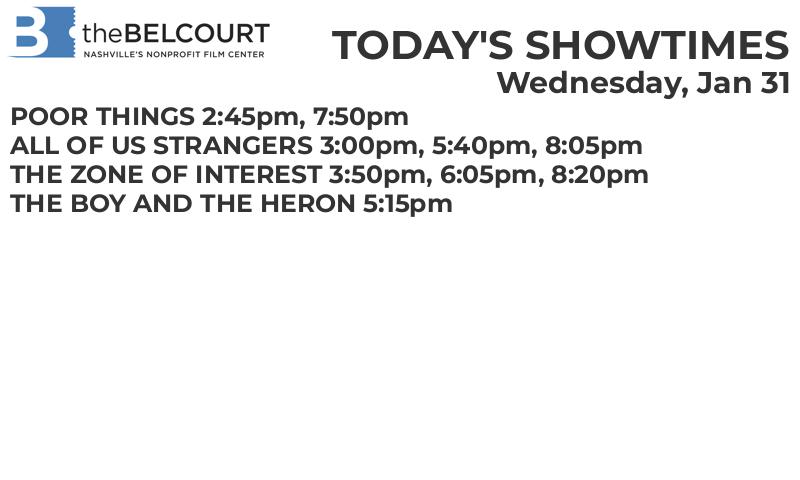 theBELCOURT
NASHVILLE'S NONPROFIT FILM CENTER
TODAY'S SHOWTIMES
Wednesday, Jan 31
POOR THINGS 2:45pm, 7:50pm
ALL OF US STRANGERS 3:00pm, 5:40pm, 8:05pm
THE ZONE OF INTEREST 3:50pm, 6:05pm, 8:20pm
THE BOY AND THE HERON 5:15pm